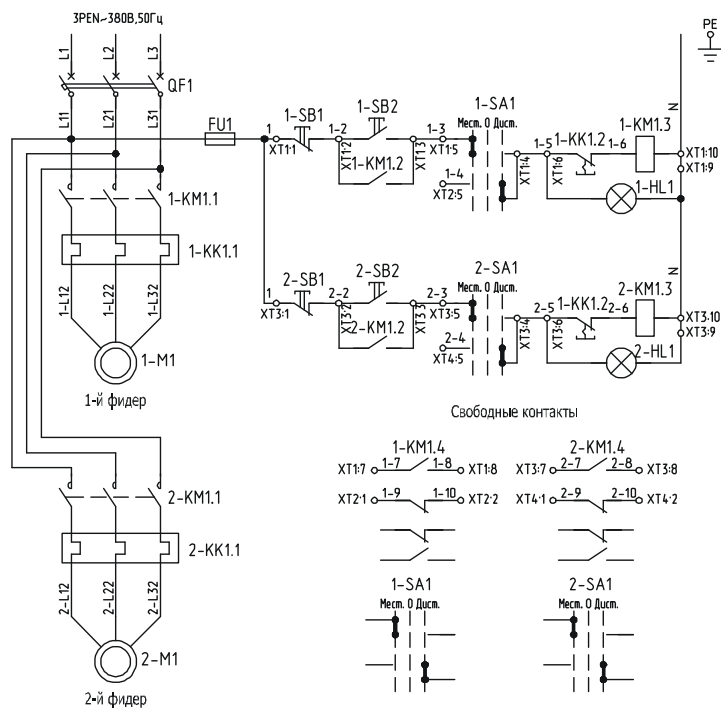 3PEN~380В,50Гц
PE
L1
L2
L3
QF1
L11
L21
L31
FU1
N
1
XT1:1
1-SB1
1-2
XT1:2
1-SB2
1-KM1.2
XT1:3
1-3
XT1:5
1-4
XT2:5
1-SA1
Мест. О Дист.
XT1:4
1-5
XT1:6
1-KK1.2
1-6
1-KM1.3
XT1:10
XT1:9
1-HL1
1-KM1.1
1-KK1.1
1-L12
1-L22
1-L32
1-M1
1-й фидер
N
1
XT3:1
2-SB1
2-2
XT3:2
2-SB2
2-KM1.2
XT3:3
2-3
XT3:5
2-4
XT4:5
2-SA1
Мест. О Дист.
XT3:4
2-5
XT3:6
1-KK1.2
2-6
2-KM1.3
XT3:10
XT3:9
2-HL1
Свободные контакты
1-KM1.4
XT1:7
1-7
1-8
XT1:8
XT2:1
1-9
1-10
XT2:2
2-KM1.4
XT3:7
2-7
2-8
XT3:8
XT4:1
2-9
2-10
XT4:2
1-SA1
Мест. О Дист.
2-SA1
Мест. О Дист.
2-KM1.1
2-KK1.1
2-L12
2-L22
2-L32
2-M1
2-й фидер